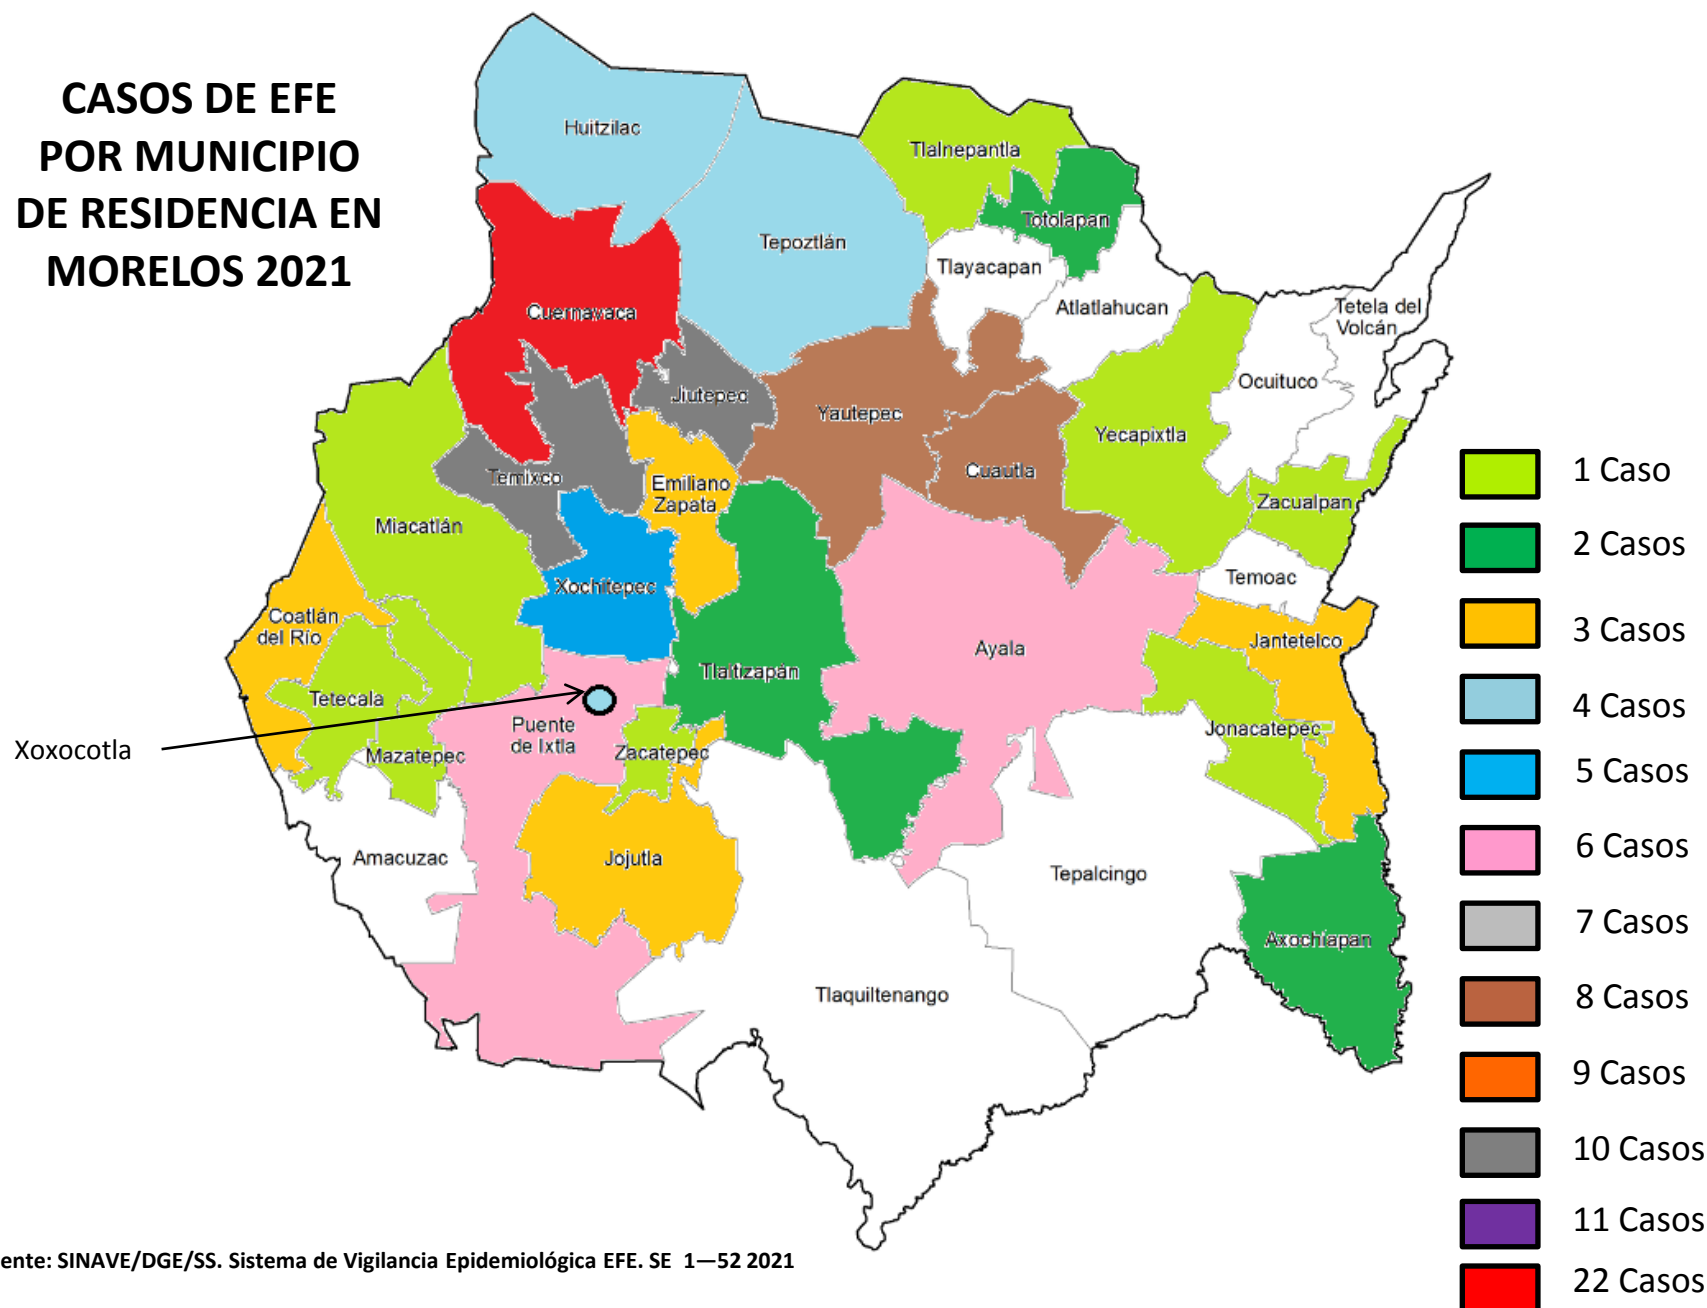 CASOS DE EFE
POR MUNICIPIO
DE RESIDENCIA EN
MORELOS 2021
Huitzilac
Tlalnepantla
Totolapan
Tepoztlán
Tlayacapan
Atlatlahucan
Tetela del
Volcán
Cuernavaca
Ocuituco
Jiutepec
Yautepec
Yecapixtla
Cuautla
Temixco
Emiliano
Zapata
Zacualpan
Miacatlán
Temoac
Xochitepec
Coatlán
del Río
Jantetelco
Ayala
Tlaltizapán
Tetecala
Puente
de Ixtla
Jonacatepec
Xoxocotla
Mazatepec
Zacatepec
Amacuzac
Jojutla
Tepalcingo
Axochiapan
Tlaquiltenango
1 Caso
2 Casos
3 Casos
4 Casos
5 Casos
6 Casos
7 Casos
8 Casos
9 Casos
10 Casos
11 Casos
22 Casos
ente: SINAVE/DGE/SS. Sistema de Vigilancia Epidemiológica EFE. SE 1—52 2021